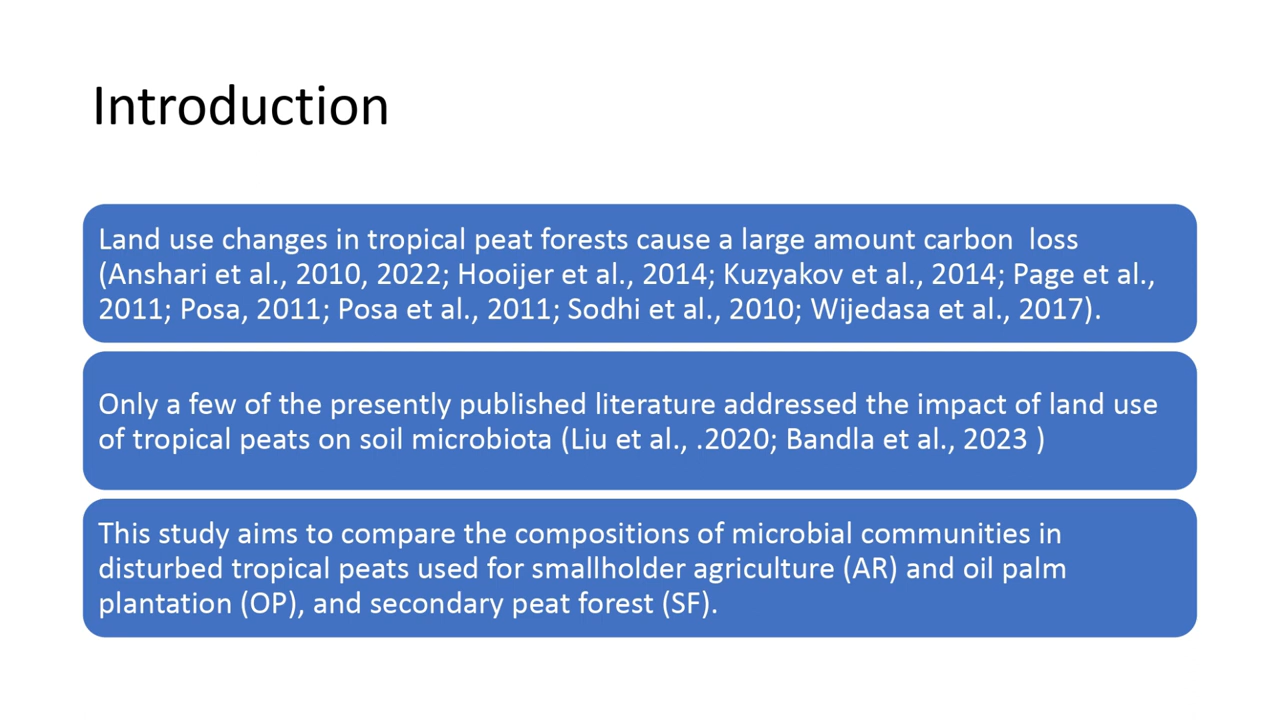 Introduction
Land use changes in tropical peat forests cause a large amount carbon  loss
(Anshari et al., 2010, 2022; Hooijer et al., 2014; Kuzyakov et al., 2014; Page et al.,
2011; Posa, 2011; Posa et al., 2011; Sodhi et al., 2010; Wijedasa et al., 2017).
Only a few of the presently published literature addressed the impact of land use
of tropical peats on soil microbiota (Liu et al., .2020; Bandla et al., 2023 )
This study aims to compare the compositions of microbial communities in
disturbed tropical peats used for smallholder agriculture (AR) and oil palm
plantation (OP), and secondary peat forest (SF).